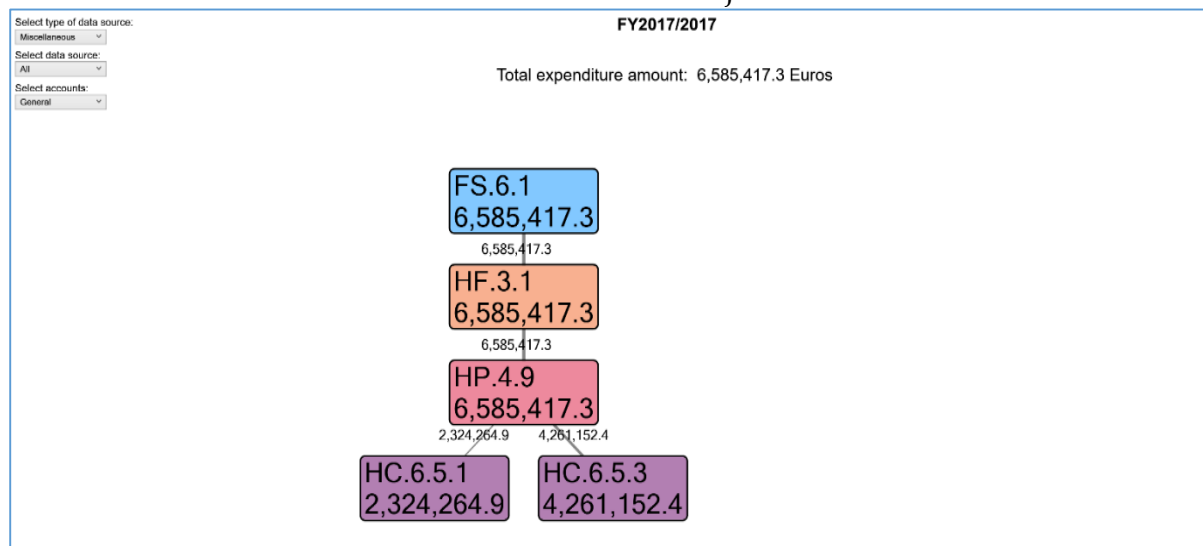 Select type of data source:
Miscellaneous
Select data source:
All
Select accounts:
General
FY2017/2017
Total expenditure amount: 6,585,417.3 Euros
FS.6.1
6,585,417.3
6,585,417.3
HF.3.1
6,585,417.3
6,585,417.3
HP.4.9
6,585,417.3
2,324,264.9 4,261,152.4
HC.6.5.1
2,324,264.9
HC.6.5.3
4,261,152.4